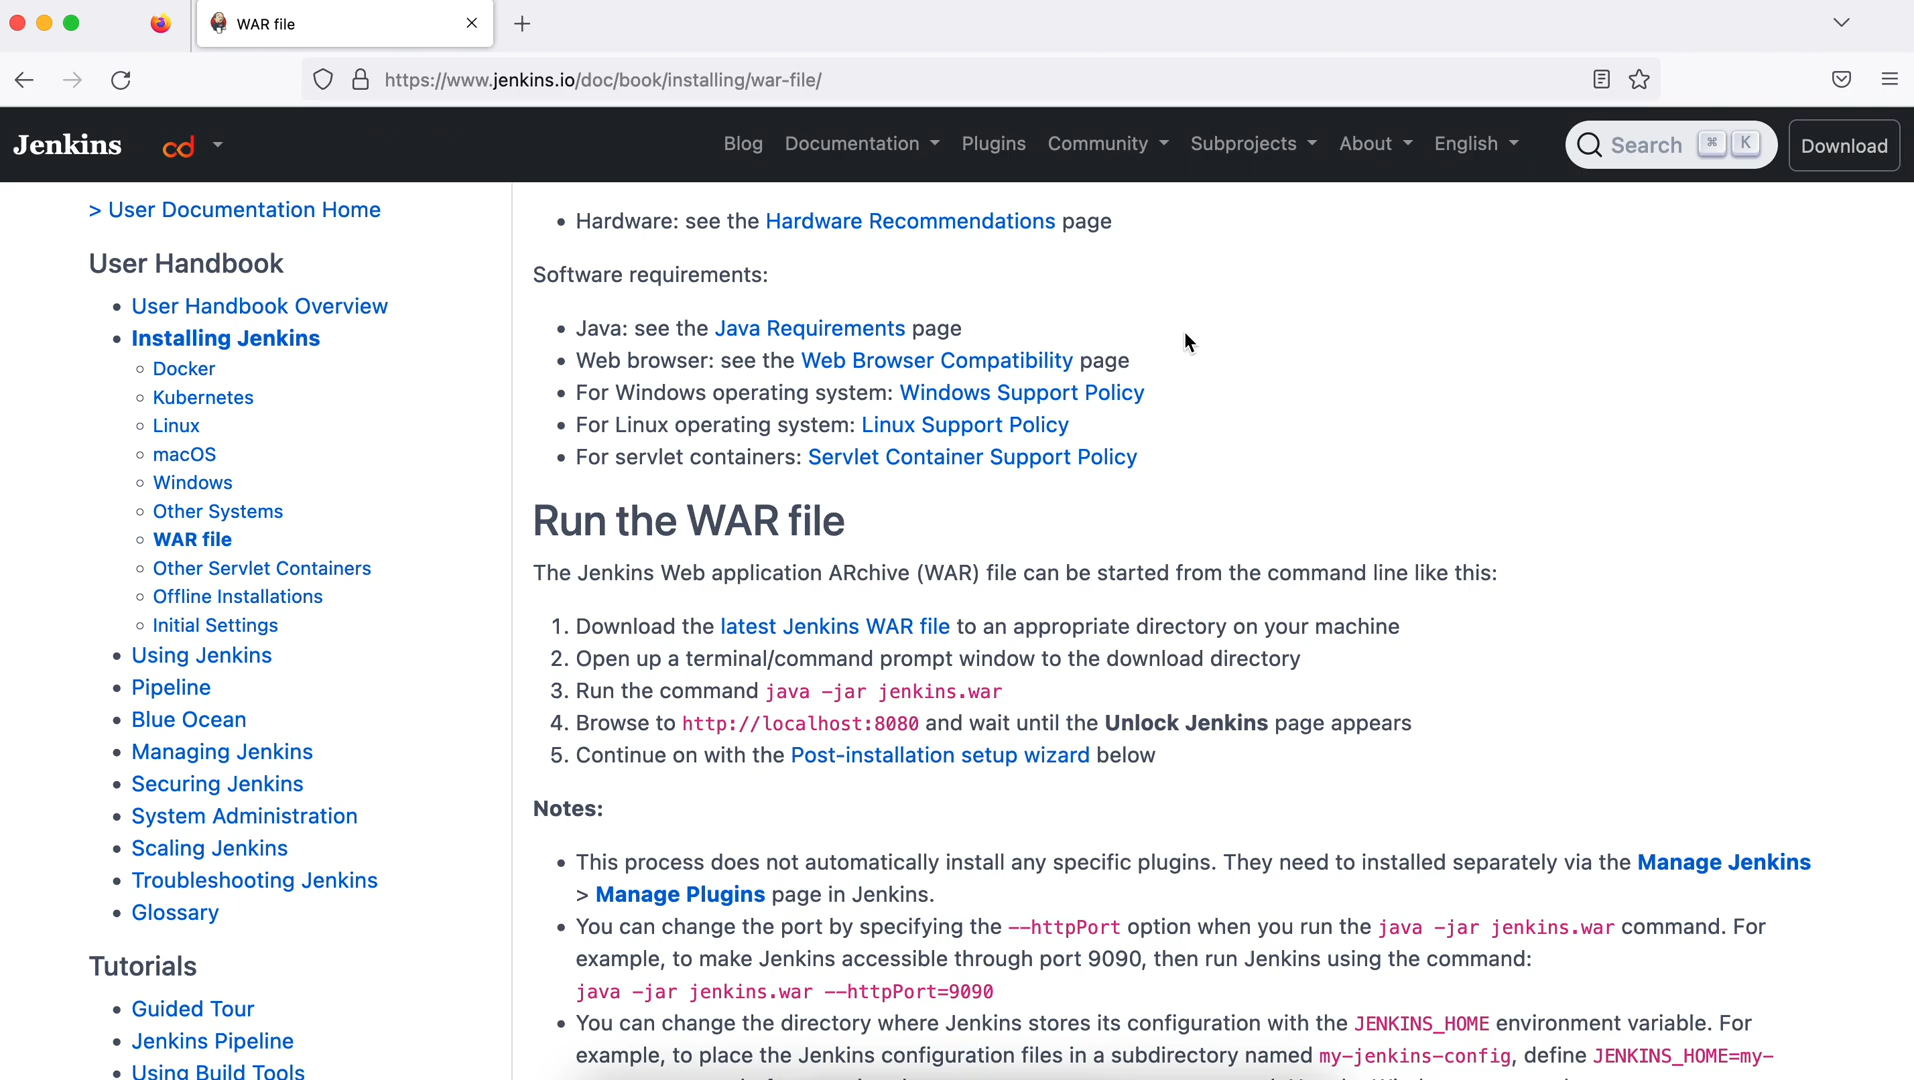 WAR file
https://www.jenkins.io/doc/book/installing/war-file/
Jenkins
cd
Blog
Documentation
Plugins
Community
Subprojects
About
English
Search ⌘ K
Download
> User Documentation Home
User Handbook
User Handbook Overview
Installing Jenkins
Docker
Kubernetes
Linux
macOS
Windows
Other Systems
WAR file
Other Servlet Containers
Offline Installations
Initial Settings
Using Jenkins
Pipeline
Blue Ocean
Managing Jenkins
Securing Jenkins
System Administration
Scaling Jenkins
Troubleshooting Jenkins
Glossary
Tutorials
Guided Tour
Jenkins Pipeline
Using Build Tools
Hardware: see the Hardware Recommendations page
Software requirements:
Java: see the Java Requirements page
Web browser: see the Web Browser Compatibility page
For Windows operating system: Windows Support Policy
For Linux operating system: Linux Support Policy
For servlet containers: Servlet Container Support Policy
Run the WAR file
The Jenkins Web application ARchive (WAR) file can be started from the command line like this:
1. Download the latest Jenkins WAR file to an appropriate directory on your machine
2. Open up a terminal/command prompt window to the download directory
3. Run the command java -jar jenkins.war
4. Browse to http://localhost:8080 and wait until the Unlock Jenkins page appears
5. Continue on with the Post-installation setup wizard below
Notes:
This process does not automatically install any specific plugins. They need to installed separately via the Manage Jenkins
> Manage Plugins page in Jenkins.
You can change the port by specifying the --httpPort option when you run the java -jar jenkins.war command. For
example, to make Jenkins accessible through port 9090, then run Jenkins using the command:
java -jar jenkins.war --httpPort=9090
You can change the directory where Jenkins stores its configuration with the JENKINS_HOME environment variable. For
example, to place the Jenkins configuration files in a subdirectory named my-jenkins-config, define JENKINS_HOME=my-